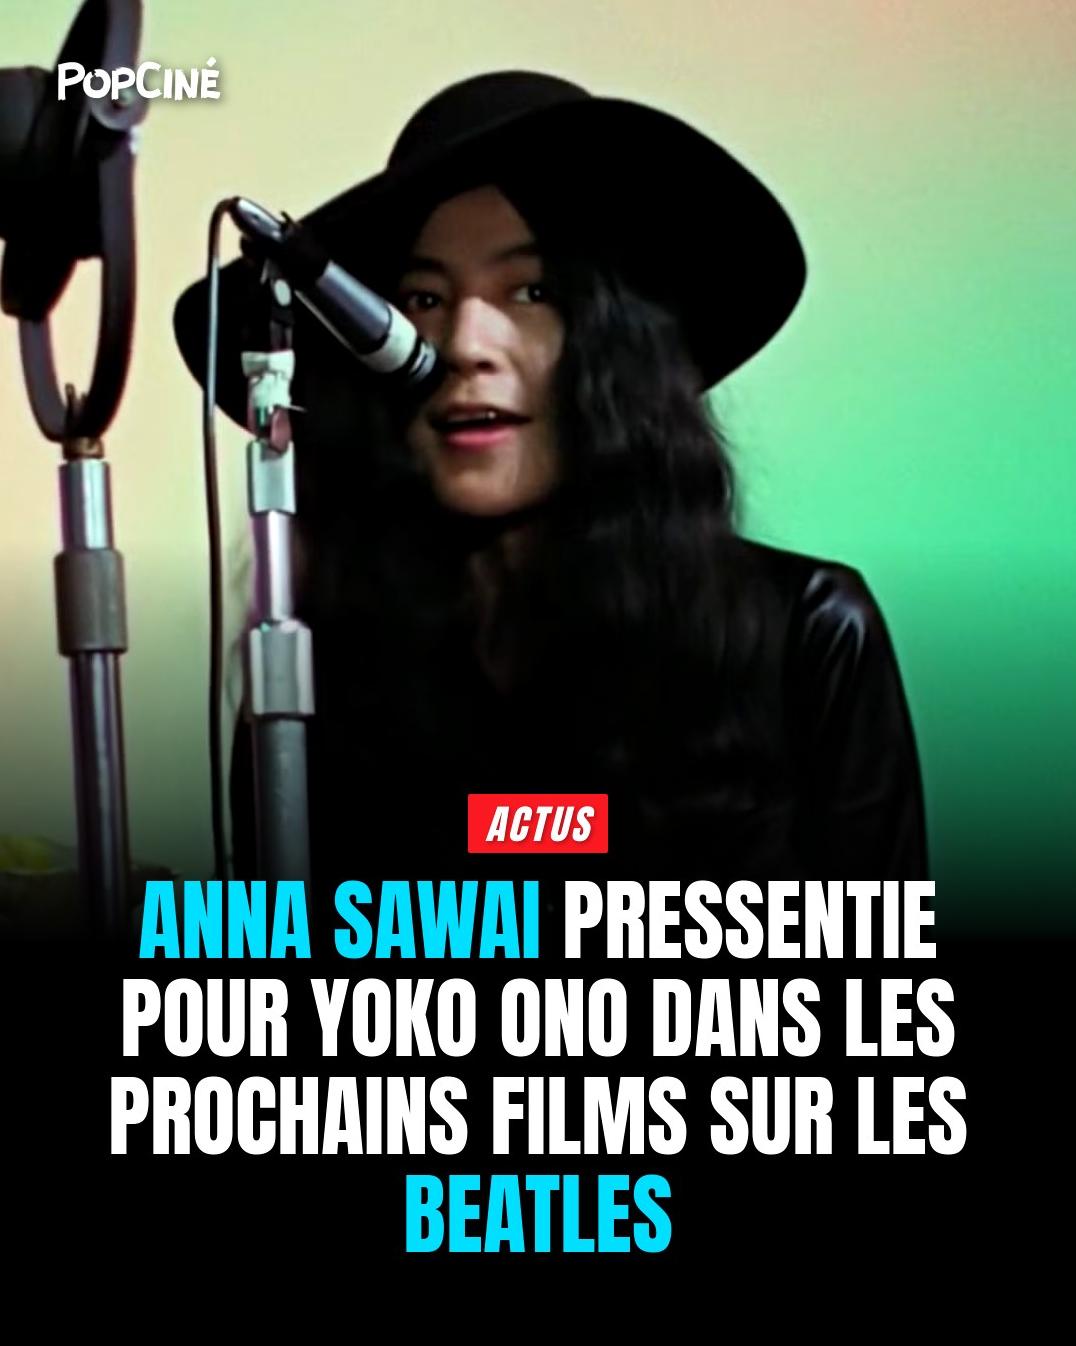 POPCINÉ
ACTUS
ANNA SAWAI PRESSENTIE
POUR YOKO ONO DANS LES
PROCHAINS FILMS SUR LES
BEATLES